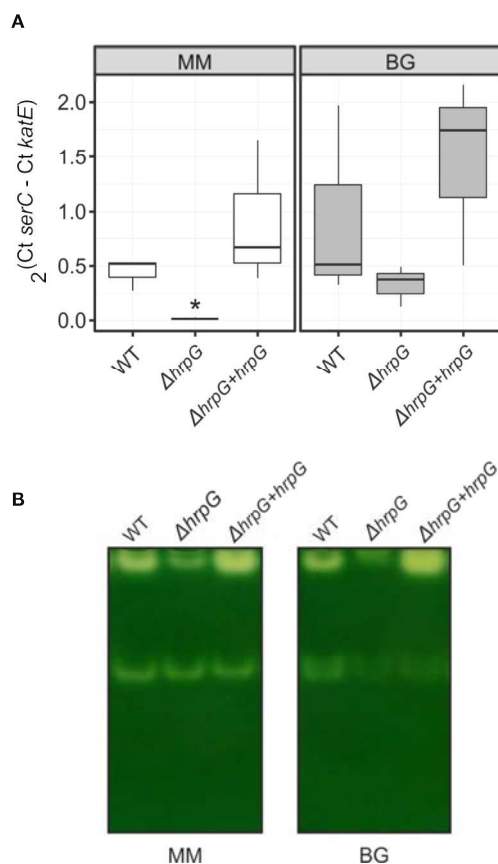 A
MM BG
2(Ct serC - Ct katE)
2.0
1.5
1.0
0.5
0.0
*
WT ΔhrpG ΔhrpG+hrpG WT ΔhrpG ΔhrpG+hrpG
B
WT ΔhrpG ΔhrpG+hrpG WT ΔhrpG ΔhrpG+hrpG
MM BG